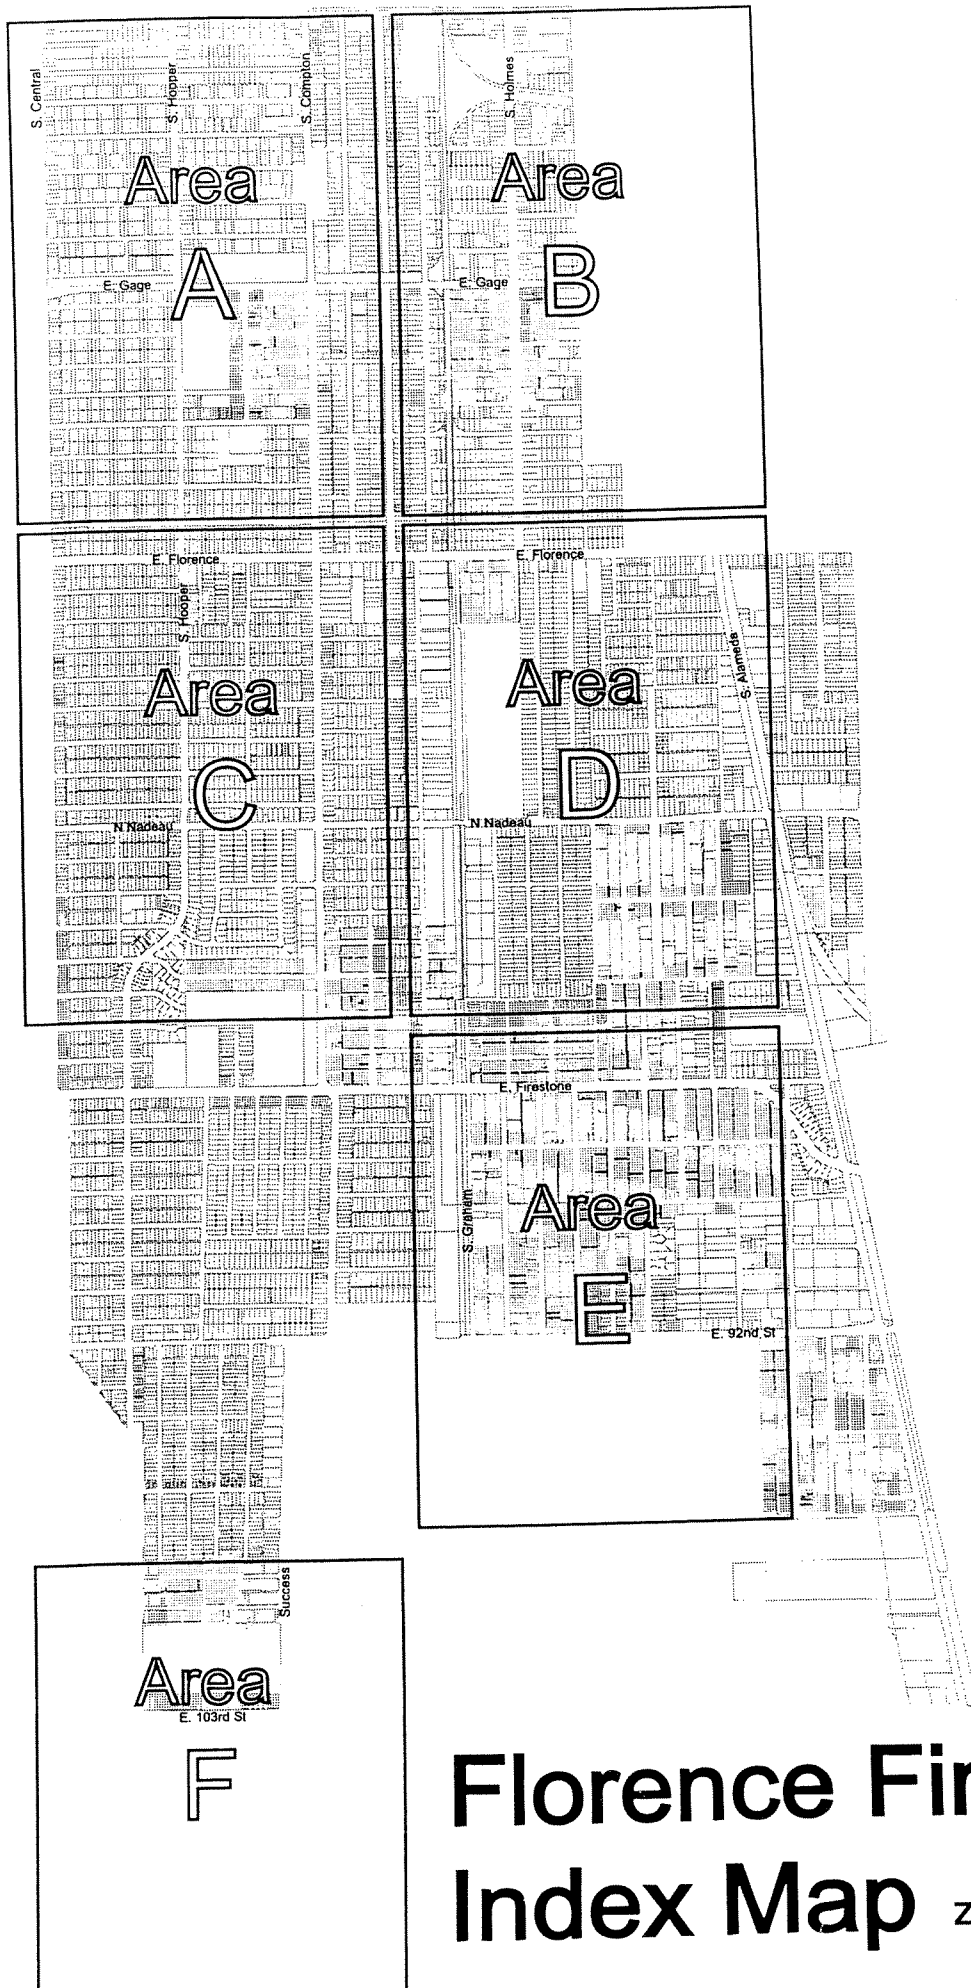 S. Central
S. Hooper
S. Compton
S. Holmes
Area
A
Area
B
E. Gage
E. Gage
E. Florence
E. Florence
S. Hooper
S. Alameda
Area
C
Area
D
N Nadeau
N Nadeau
E. Firestone
S. Graham
Area
E
E. 92nd St
Success
Area
E. 103rd St
F
Florence Fir
Index Map z